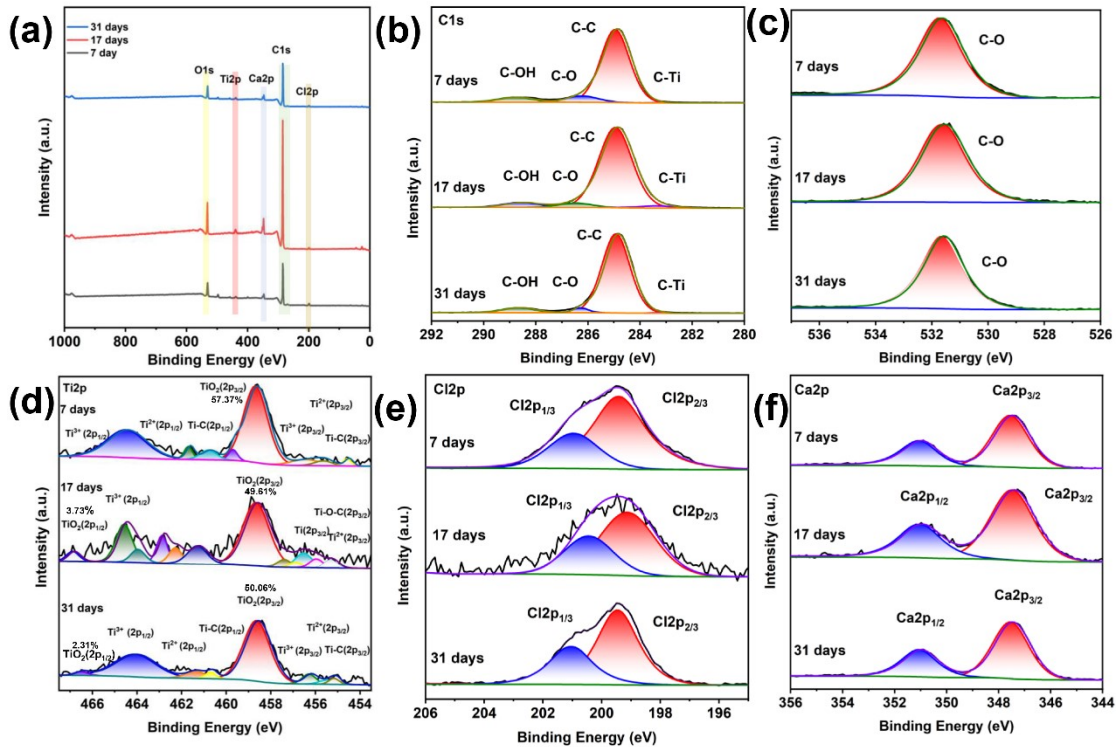 (a)
31 days
17 days
7 day
C1s
O1s
Ti2p
Ca2p
Cl2p
Intensity (a.u.)
1000 800 600 400 200 0
Binding Energy (eV)
(b)
C1s
C-C
7 days
C-OH
C-O
C-Ti
C-C
C-OH
C-O
C-Ti
17 days
C-C
31 days
C-OH
C-O
C-Ti
Intensity (a.u.)
292 290 288 286 284 282 280
Binding Energy (eV)
(c)
C-O
7 days
C-O
17 days
C-O
31 days
Intensity (a.u.)
536 534 532 530 528 526
Binding Energy (eV)
(d)
Ti2p
7 days
TiO₂(2p₃/₂)
57.37%
Ti³⁺(2p₁/₂)
Ti²⁺(2p₁/₂)
Ti-C(2p₁/₂)
Ti²⁺(2p₃/₂)
Ti³⁺(2p₃/₂)
Ti-C(2p₃/₂)
17 days
TiO₂(2p₃/₂)
49.61%
3.73%
TiO₂(2p₁/₂)
Ti³⁺(2p₁/₂)
Ti-O-C(2p₃/₂)
Ti(2p₃/₂)
Ti²⁺(2p₃/₂)
31 days
50.06%
TiO₂(2p₃/₂)
2.31%
TiO₂(2p₁/₂)
Ti³⁺(2p₁/₂)
Ti²⁺(2p₁/₂)
Ti-C(2p₁/₂)
Ti²⁺(2p₃/₂)
Ti³⁺(2p₃/₂)
Ti-C(2p₃/₂)
Intensity (a.u.)
466 464 462 460 458 456 454
Binding Energy (eV)
(e)
Cl2p
Cl2p₁/₃
Cl2p₂/₃
7 days
Cl2p₁/₃
Cl2p₂/₃
17 days
Cl2p₁/₃
Cl2p₂/₃
31 days
Intensity (a.u.)
206 204 202 200 198 196
Binding Energy (eV)
(f)
Ca2p
Ca2p₃/₂
Ca2p₁/₂
7 days
Ca2p₁/₂
Ca2p₃/₂
17 days
Ca2p₃/₂
Ca2p₁/₂
31 days
Intensity (a.u.)
356 354 352 350 348 346 344
Binding Energy (eV)